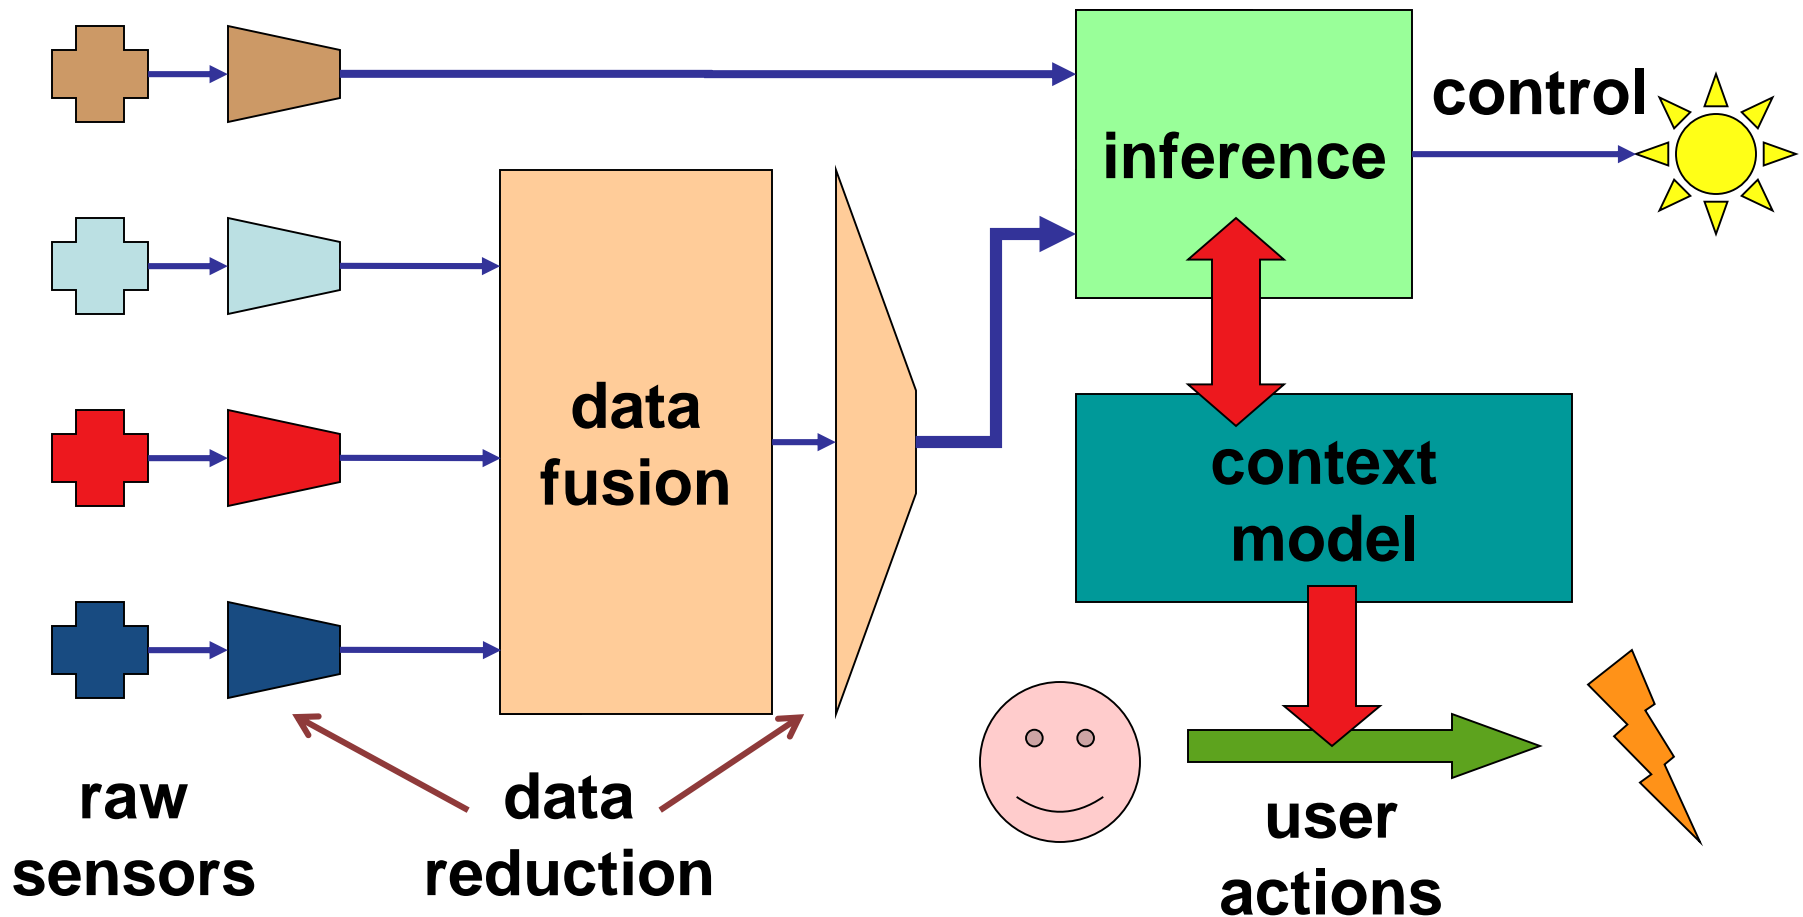 control
inference
data
fusion
context
model
raw
sensors
data
reduction
user
actions